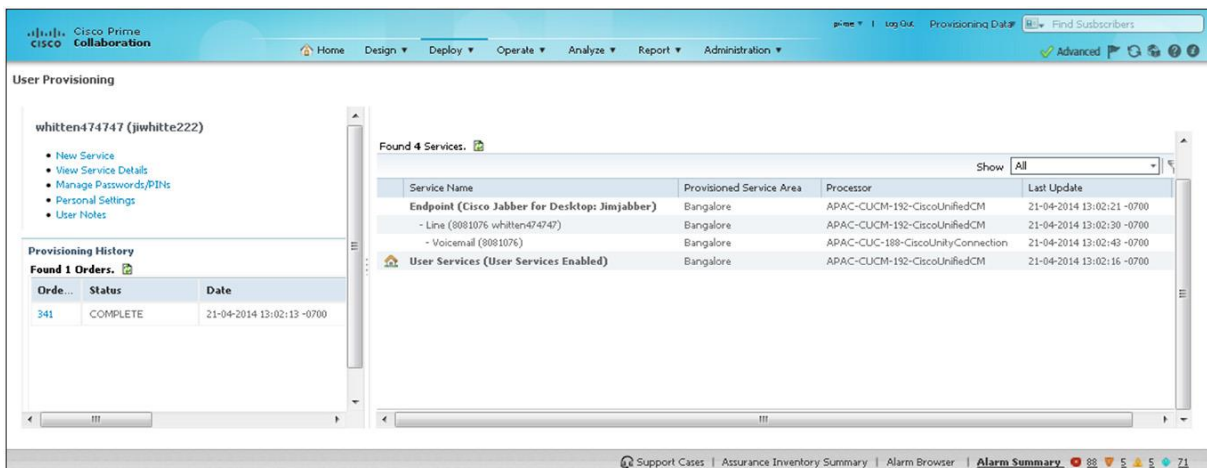 Cisco Prime
CISCO Collaboration
prime ▾ | Log Out Provisioning Data Find Susbscribers
Home Design ▾ Deploy ▾ Operate ▾ Analyze ▾ Report ▾ Administration ▾
Advanced
User Provisioning
whitten474747 (jiwhitte222)
• New Service
• View Service Details
• Manage Passwords/PINs
• Personal Settings
• User Notes
Provisioning History
Found 1 Orders.
Orde... Status Date
341 COMPLETE 21-04-2014 13:02:13 -0700
Found 4 Services.
Show All
Service Name Provisioned Service Area Processor Last Update
Endpoint (Cisco Jabber for Desktop: Jimjabber) Bangalore APAC-CUCM-192-CiscoUnifiedCM 21-04-2014 13:02:21 -0700
- Line (8081076 whitten474747) Bangalore APAC-CUCM-192-CiscoUnifiedCM 21-04-2014 13:02:30 -0700
- Voicemail (8081076) Bangalore APAC-CUC-188-CiscoUnityConnection 21-04-2014 13:02:43 -0700
User Services (User Services Enabled) Bangalore APAC-CUCM-192-CiscoUnifiedCM 21-04-2014 13:02:16 -0700
Support Cases | Assurance Inventory Summary | Alarm Browser | Alarm Summary 88 5 5 71